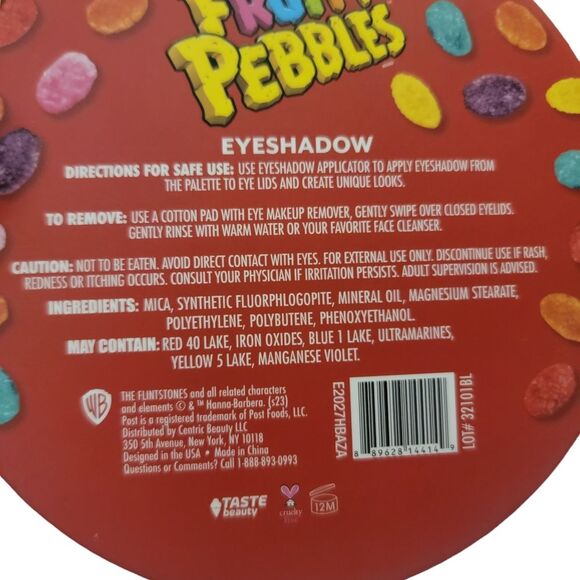 FRUITY
PEBBLES
EYESHADOW
DIRECTIONS FOR SAFE USE: USE EYESHADOW APPLICATOR TO APPLY EYESHADOW FROM
THE PALETTE TO EYE LIDS AND CREATE UNIQUE LOOKS.
TO REMOVE: USE A COTTON PAD WITH EYE MAKEUP REMOVER, GENTLY SWIPE OVER CLOSED EYELIDS.
GENTLY RINSE WITH WARM WATER OR YOUR FAVORITE FACE CLEANSER.
CAUTION: NOT TO BE EATEN. AVOID DIRECT CONTACT WITH EYES. FOR EXTERNAL USE ONLY. DISCONTINUE USE IF RASH,
REDNESS OR ITCHING OCCURS. CONSULT YOUR PHYSICIAN IF IRRITATION PERSISTS. ADULT SUPERVISION IS ADVISED.
INGREDIENTS: MICA, SYNTHETIC FLUORPHLOGOPITE, MINERAL OIL, MAGNESIUM STEARATE,
POLYETHYLENE, POLYBUTENE, PHENOXYETHANOL.
MAY CONTAIN: RED 40 LAKE, IRON OXIDES, BLUE 1 LAKE, ULTRAMARINES,
YELLOW 5 LAKE, MANGANESE VIOLET.
WB
THE FLINTSTONES and all related characters
and elements © & ™ Hanna-Barbera. (s23)
Post is a registered trademark of Post Foods, LLC.
Distributed by Centric Beauty LLC
350 5th Avenue, New York, NY 10118
Designed in the USA • Made in China
Questions or Comments? Call 1-888-893-0993
E2027HBAZA
8 89628 14414 9
LOT# 32101BL
TASTE
beauty
cruelty
free
12M